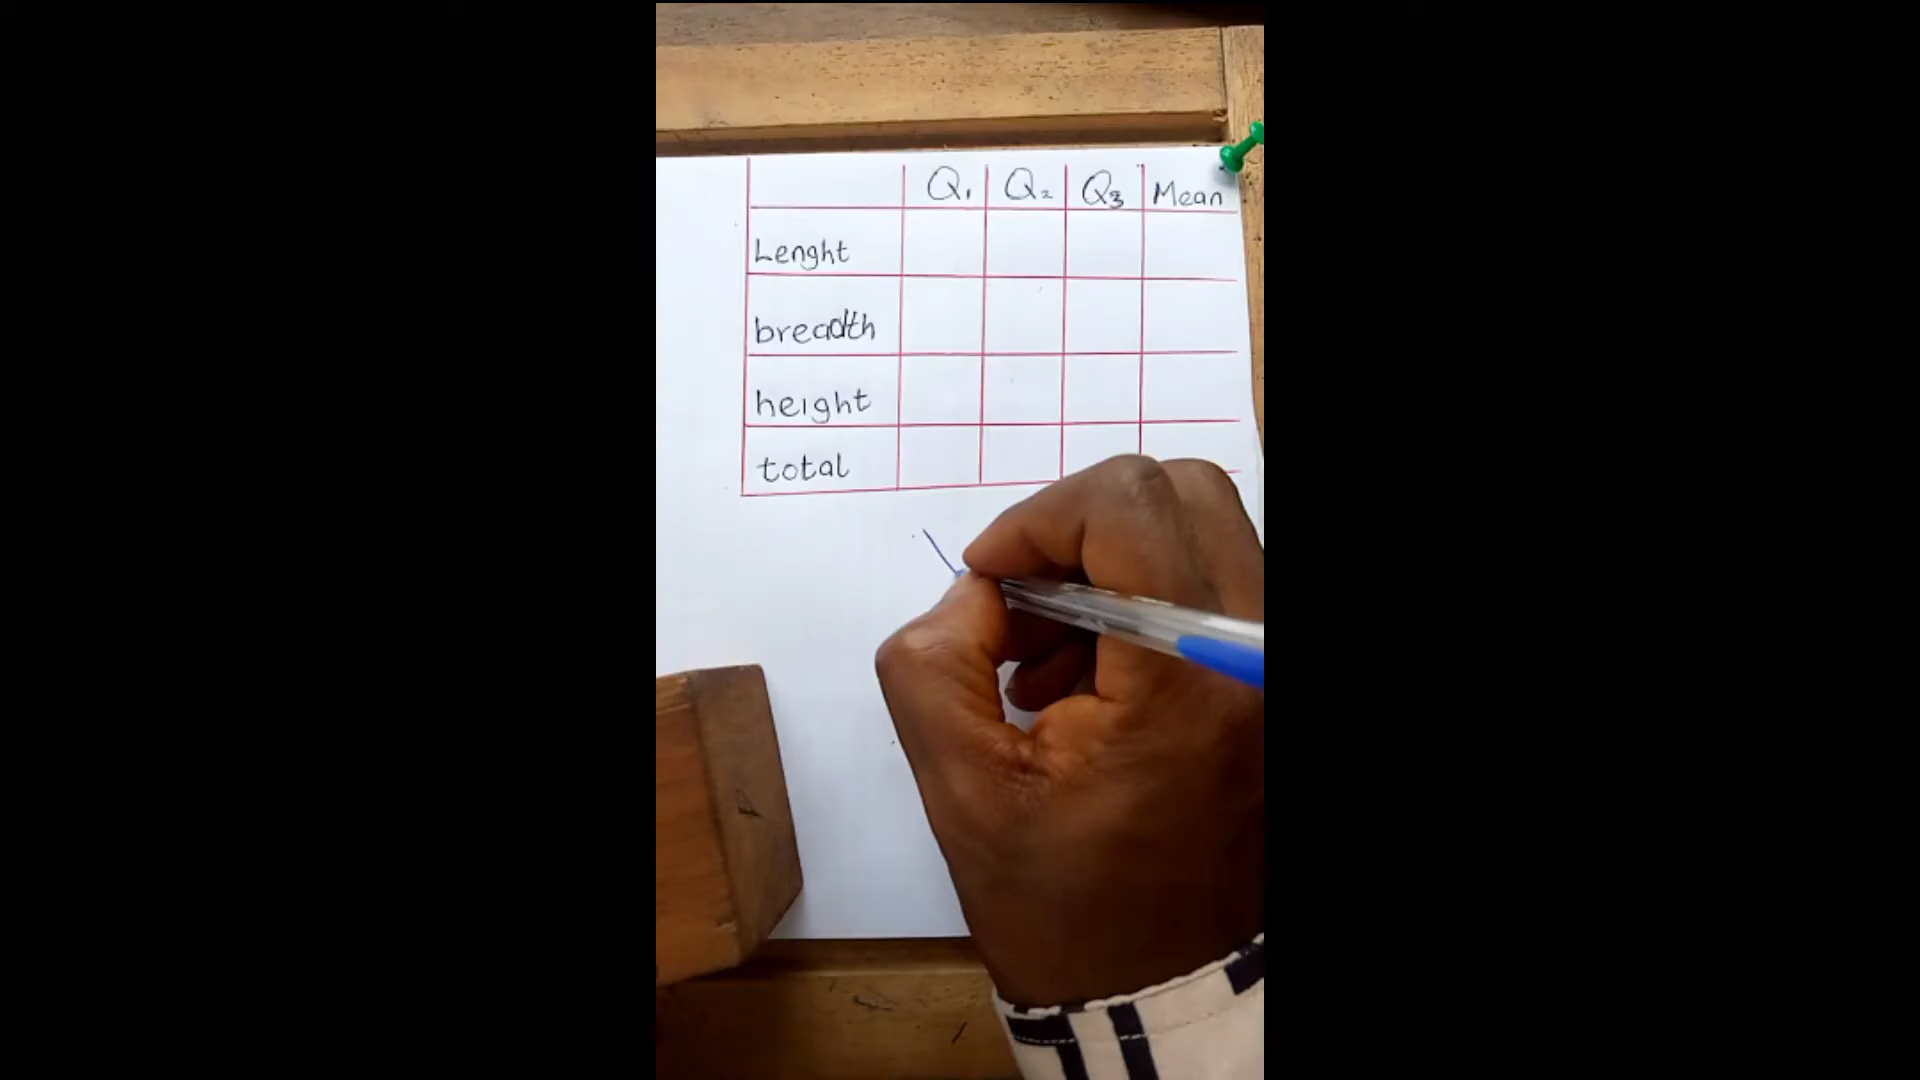 Q1 Q2 Q3 Mean
Lenght
breadth
height
total